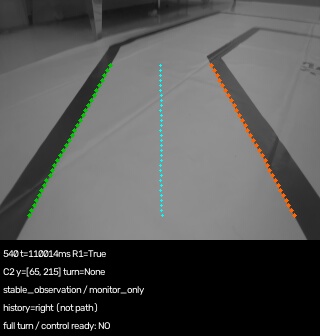 540 t=110014ms R1=True
C2 y=[65, 215] turn=None
stable_observation / monitor_only
history=right (not path)
full turn / control ready: NO